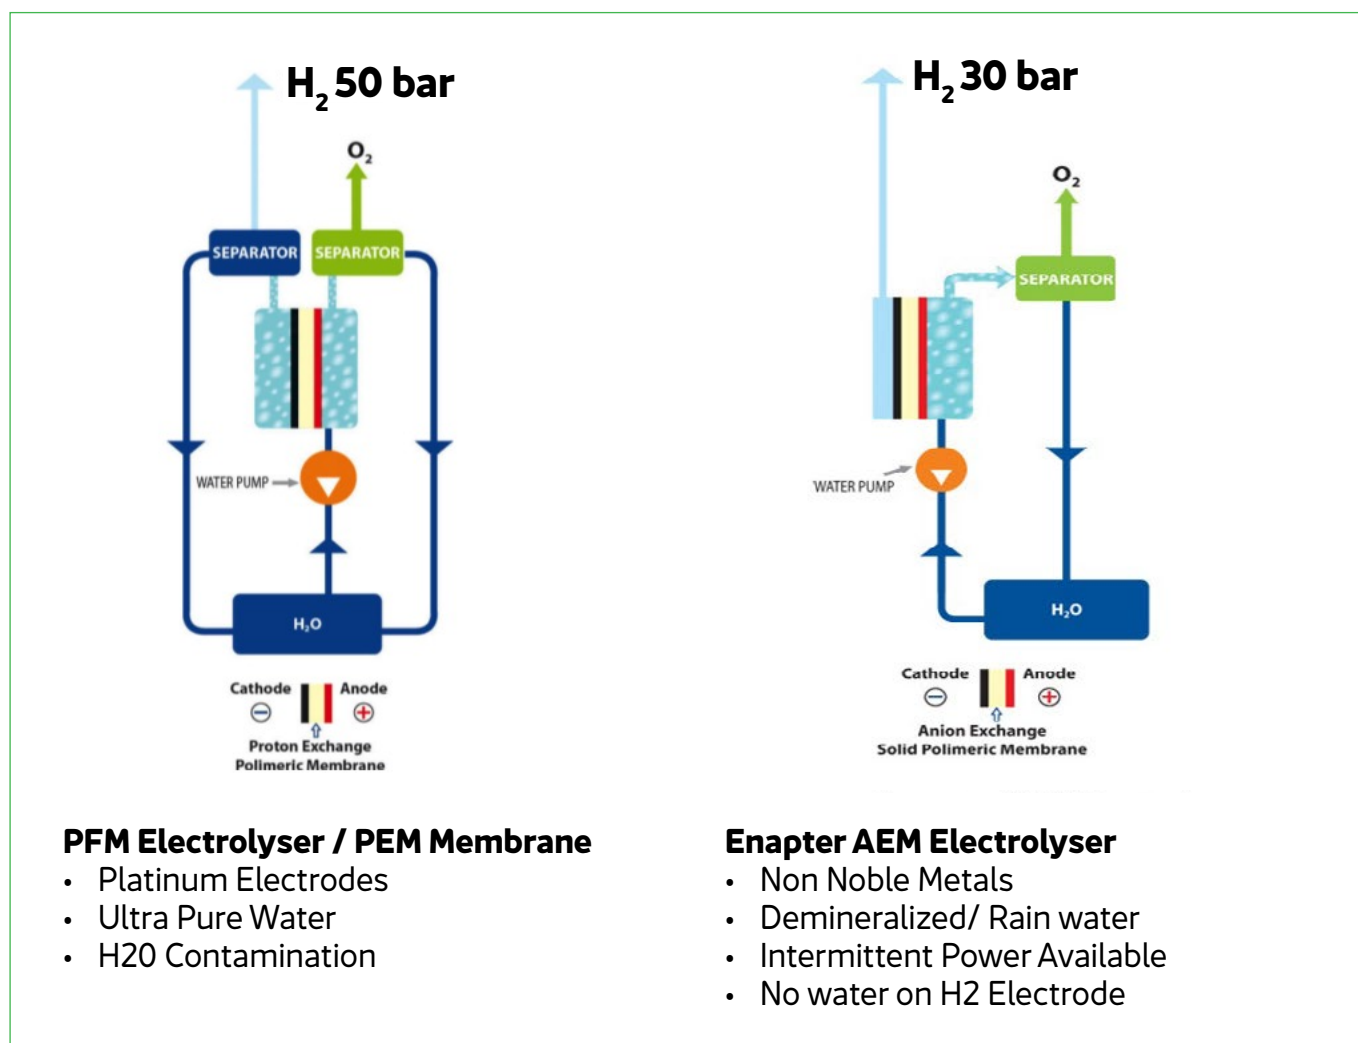 H₂ 50 bar
O₂
SEPARATOR
SEPARATOR
WATER PUMP
H₂O
Cathode
Anode
Proton Exchange
Polimeric Membrane
H₂ 30 bar
O₂
SEPARATOR
WATER PUMP
H₂O
Cathode
Anode
Anion Exchange
Solid Polimeric Membrane
PFM Electrolyser / PEM Membrane
• Platinum Electrodes
• Ultra Pure Water
• H20 Contamination
Enapter AEM Electrolyser
• Non Noble Metals
• Demineralized/ Rain water
• Intermittent Power Available
• No water on H2 Electrode